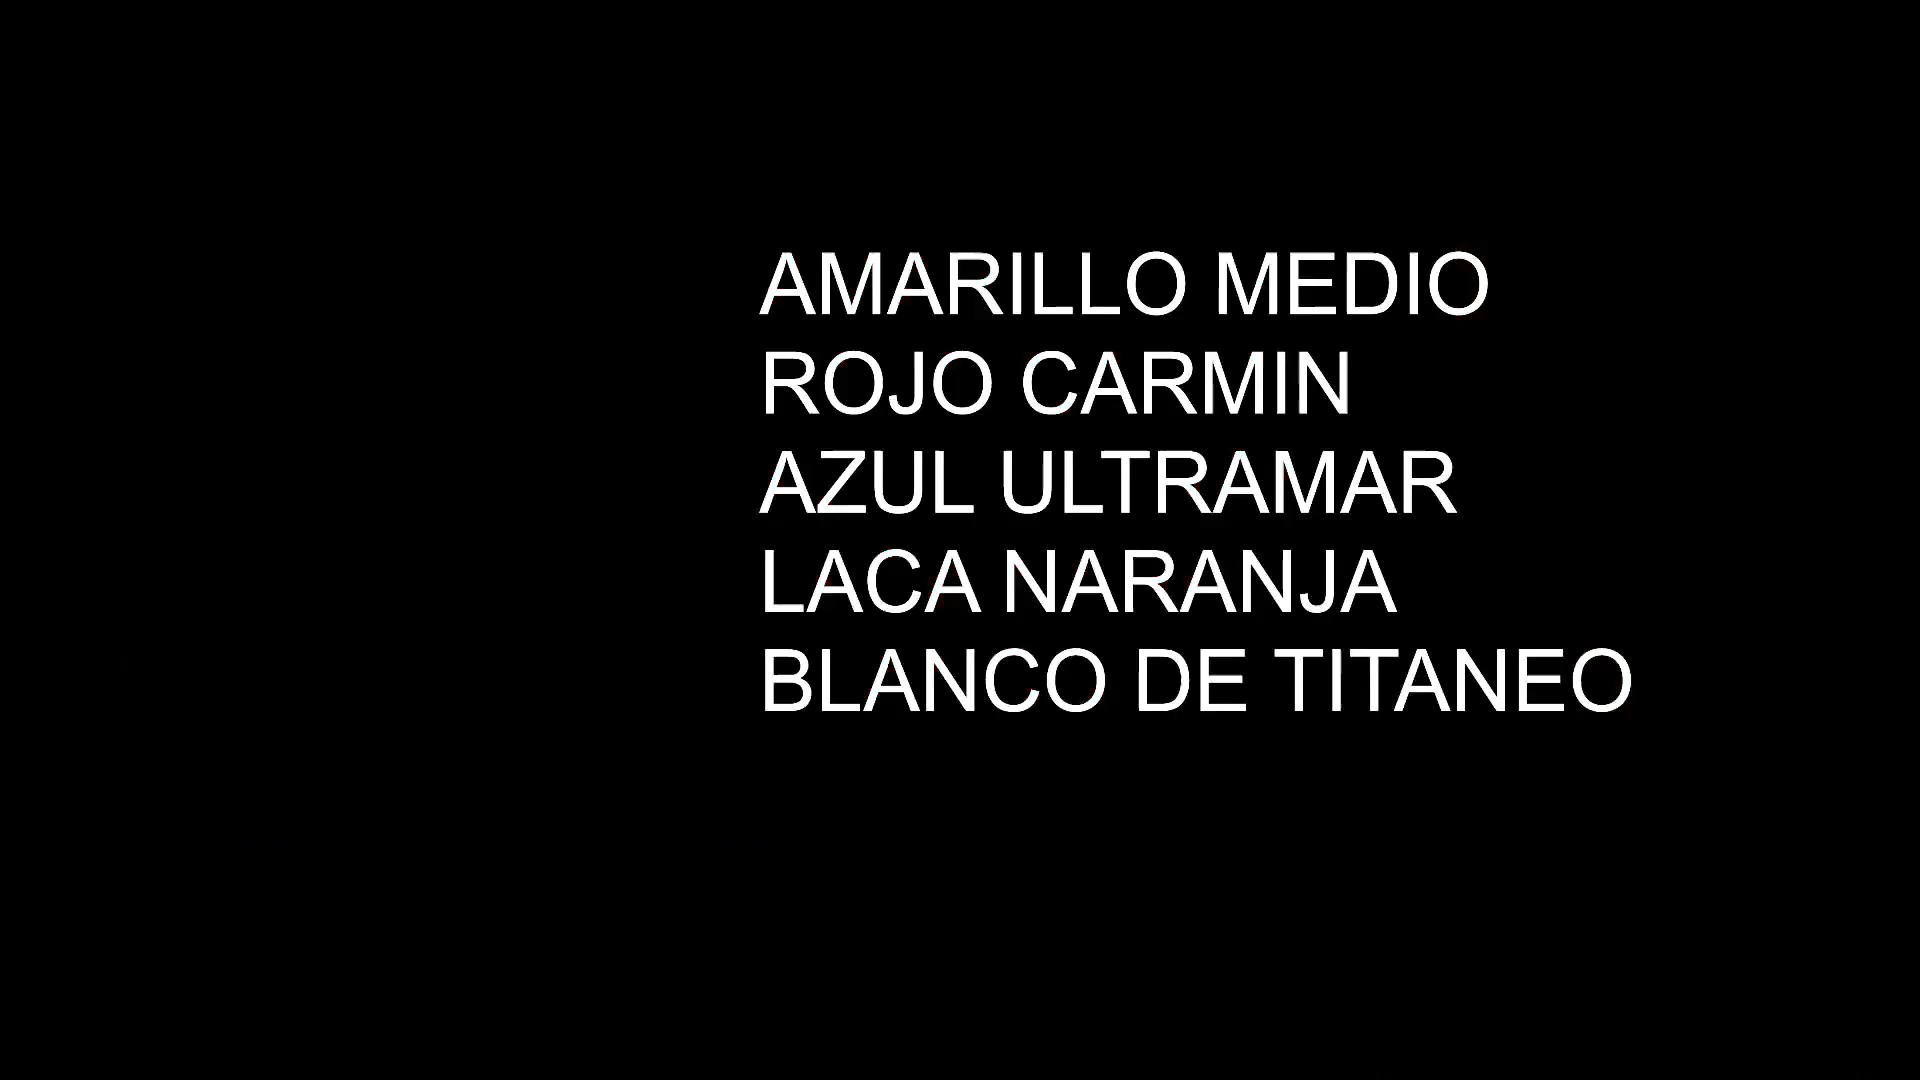 AMARILLO MEDIO
ROJO CARMIN
AZUL ULTRAMAR
LACA NARANJA
BLANCO DE TITANEO